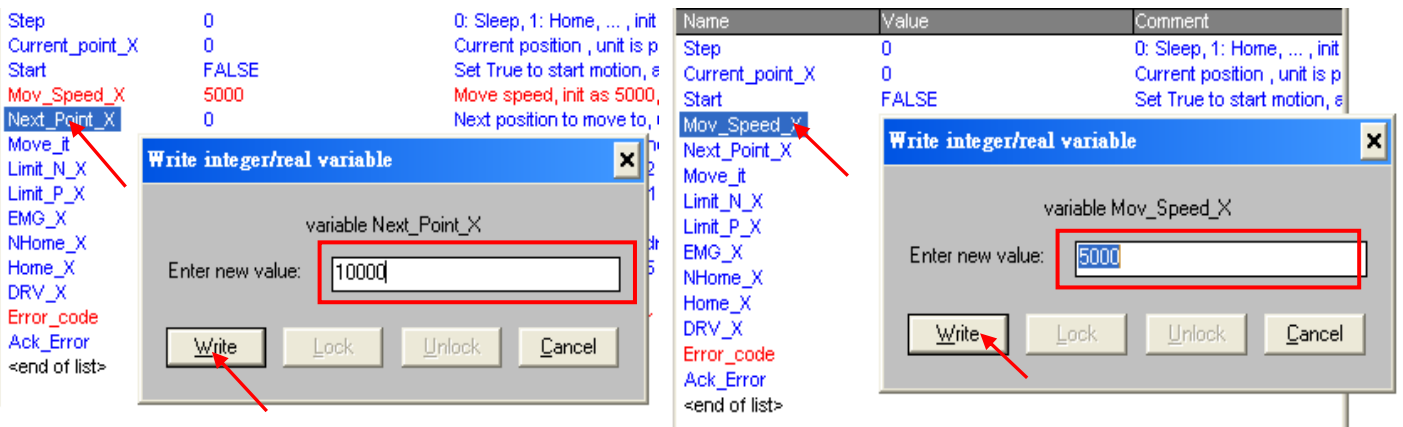 Step 0 0: Sleep, 1: Home, ... , init
Current_point_X 0 Current position , unit is p
Start FALSE Set True to start motion, a
Mov_Speed_X 5000 Move speed, init as 5000,
Next_Point_X 0 Next position to move to,
Move_it
Limit_N_X
Limit_P_X
EMG_X
NHome_X
Home_X
DRV_X
Error_code
Ack_Error
<end of list>
Write integer/real variable
variable Next_Point_X
Enter new value: 10000
Write Lock Unlock Cancel
Name Value Comment
Step 0 0: Sleep, 1: Home, ... , init
Current_point_X 0 Current position , unit is p
Start FALSE Set True to start motion, a
Mov_Speed_X
Next_Point_X
Move_it
Limit_N_X
Limit_P_X
EMG_X
NHome_X
Home_X
DRV_X
Error_code
Ack_Error
<end of list>
Write integer/real variable
variable Mov_Speed_X
Enter new value: 5000
Write Lock Unlock Cancel